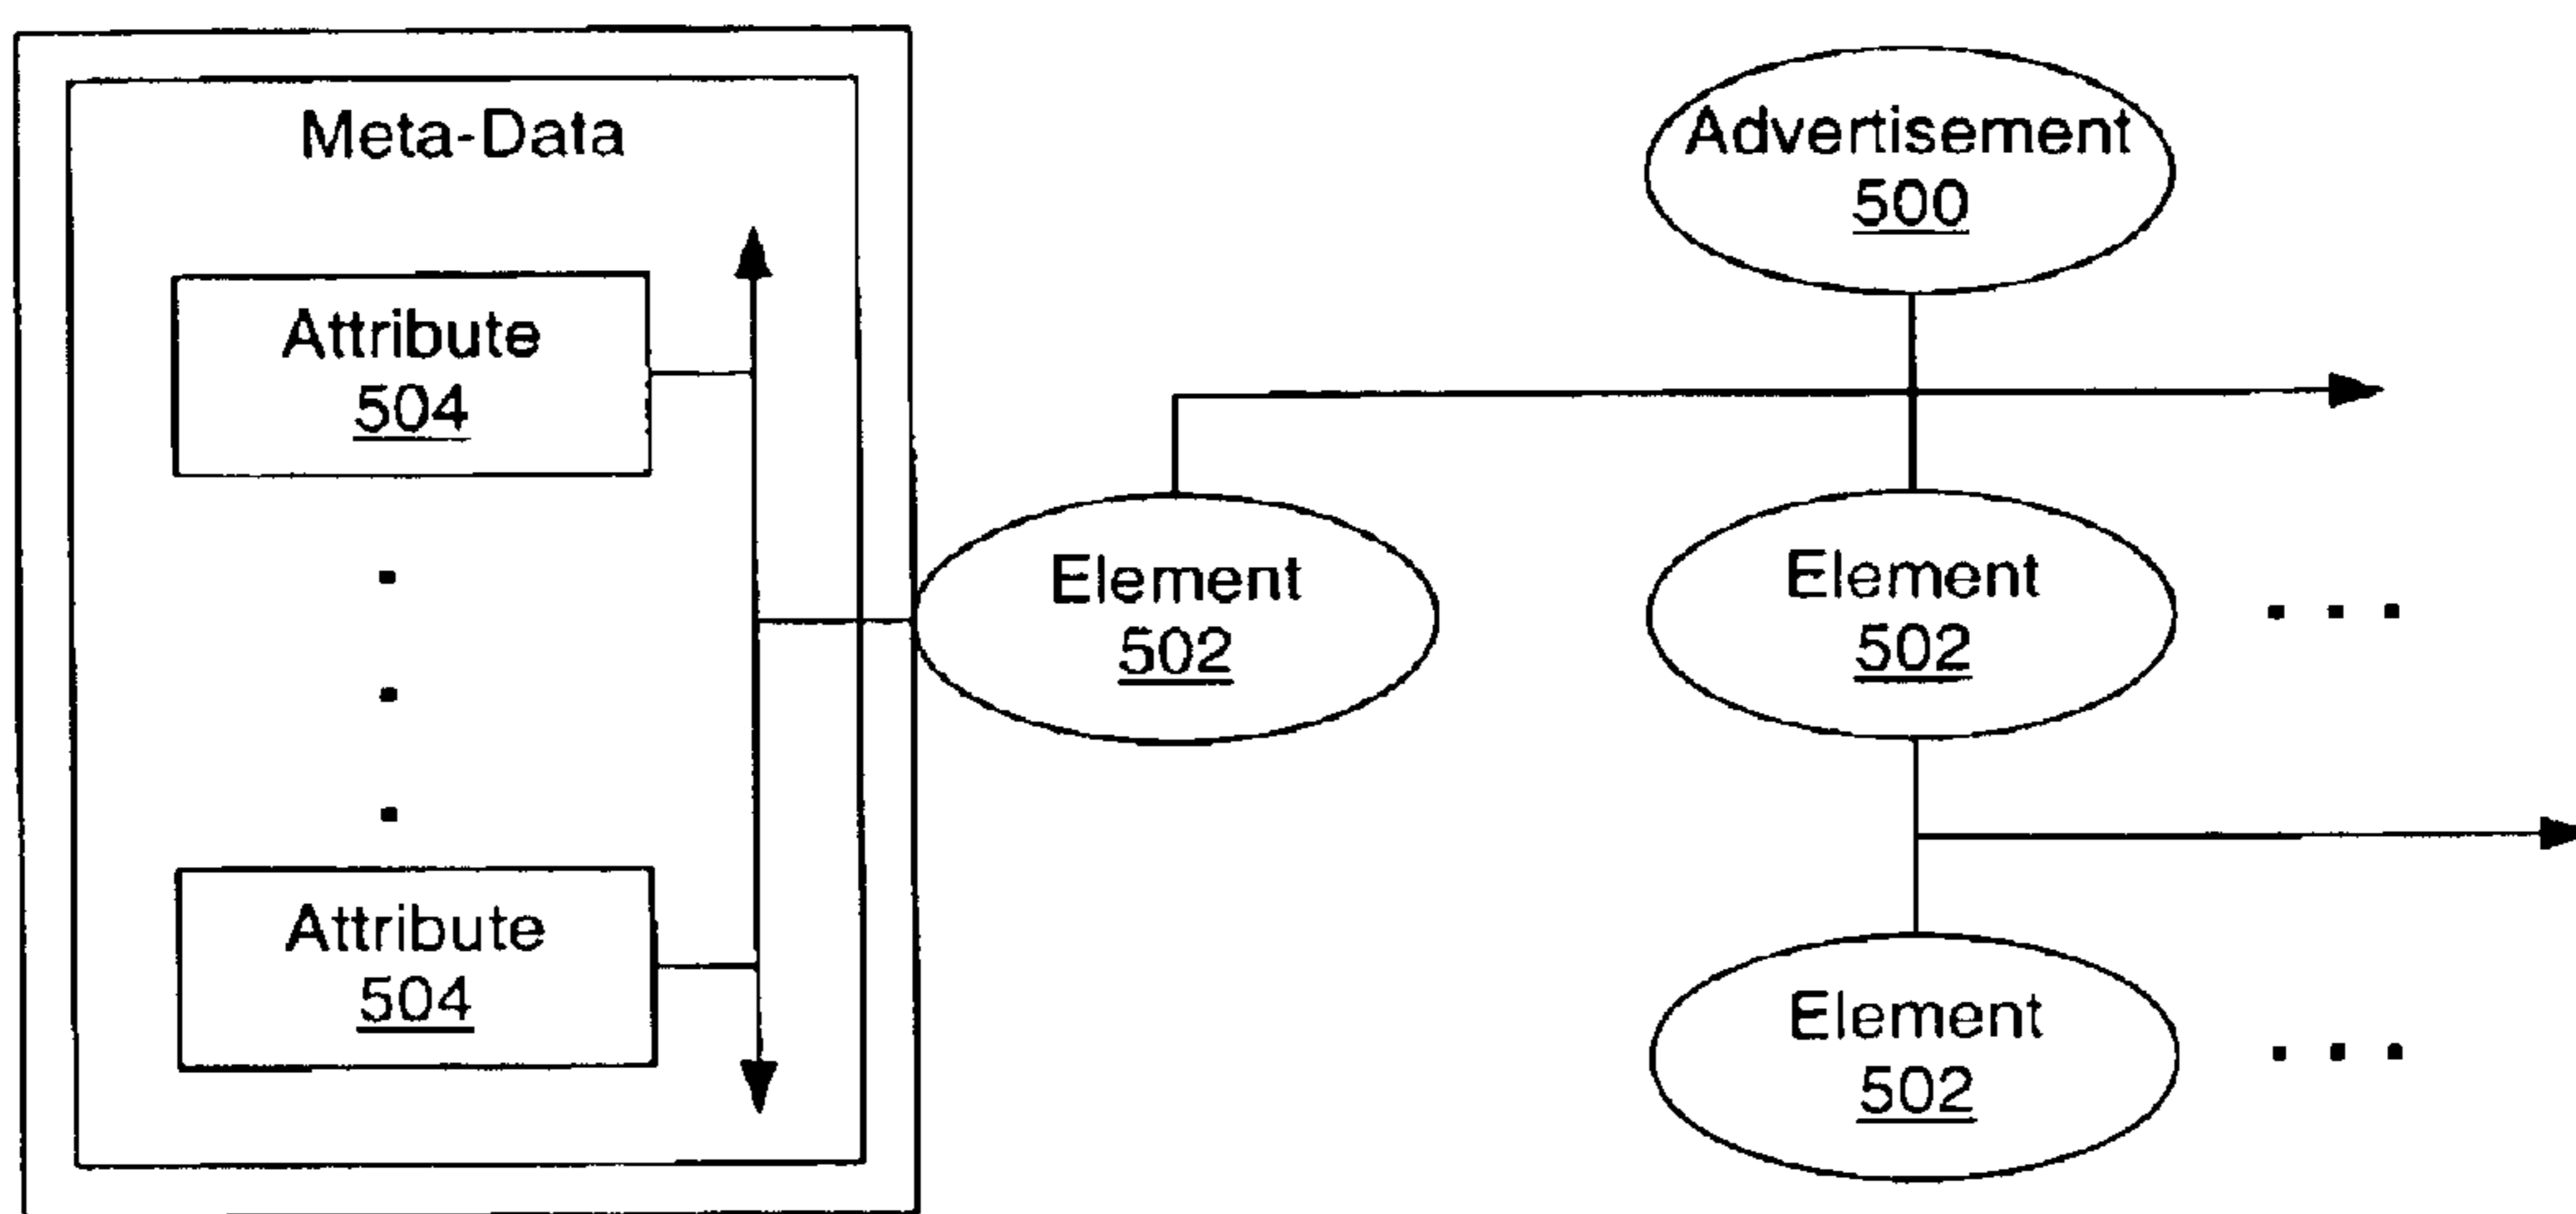 Meta-Data
Attribute
504
Attribute
504
Advertisement
500
Element
502
Element
502
Element
502